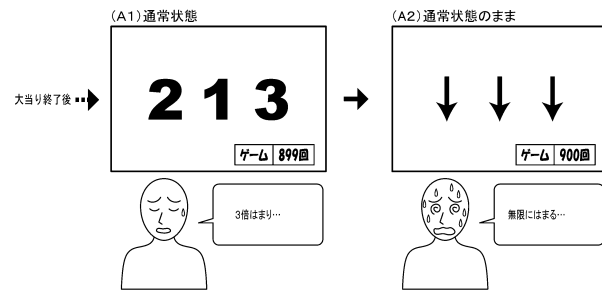 (A1)通常状態
(A2)通常状態のまま
大当り終了後
2 1 3
ゲーム 899回
ゲーム 900回
3倍はまり…
無限にはまる…